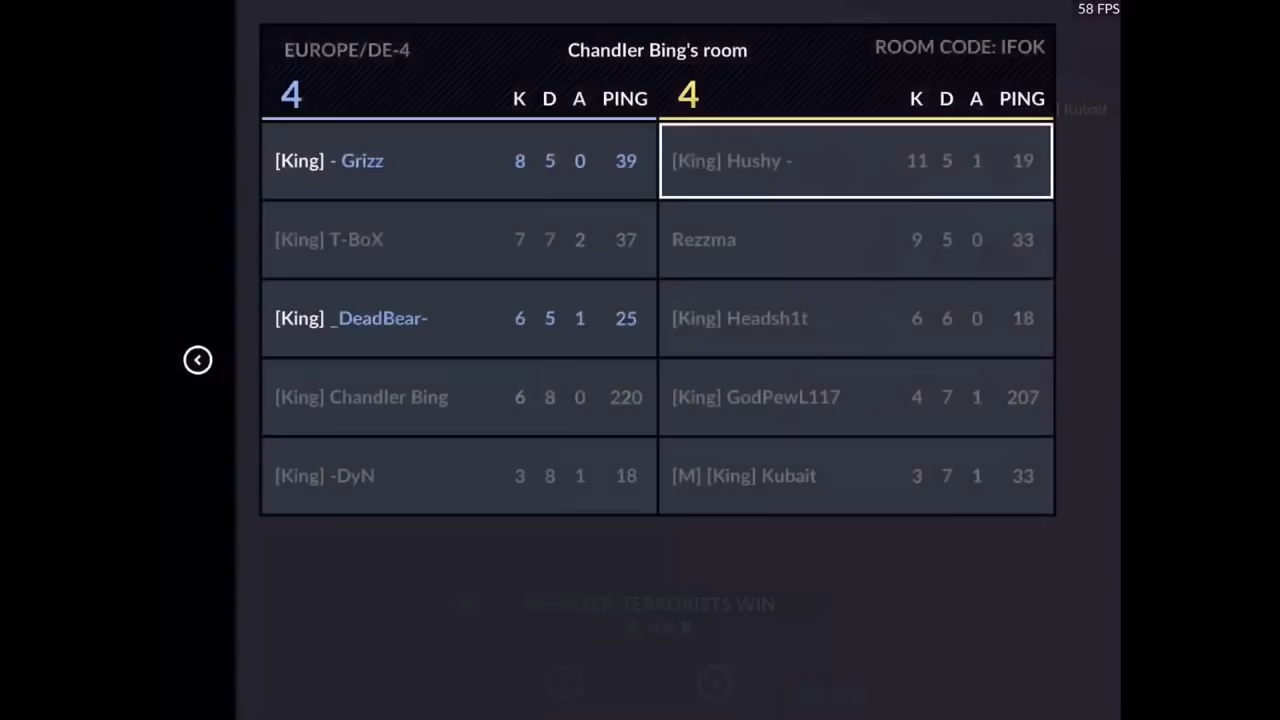 58 FPS
EUROPE/DE-4 Chandler Bing's room ROOM CODE: IFOK
4 K D A PING 4 K D A PING
[King] - Grizz 8 5 0 39 [King] Hushy - 11 5 1 19
[King] T-BoX 7 7 2 37 Rezzma 9 5 0 33
[King] _DeadBear- 6 5 1 25 [King] Headsh1t 6 6 0 18
[King] Chandler Bing 6 8 0 220 [King] GodPewL117 4 7 1 207
[King] -DyN 3 8 1 18 [M] [King] Kubait 3 7 1 33
] Kubait
TERRORISTS WIN